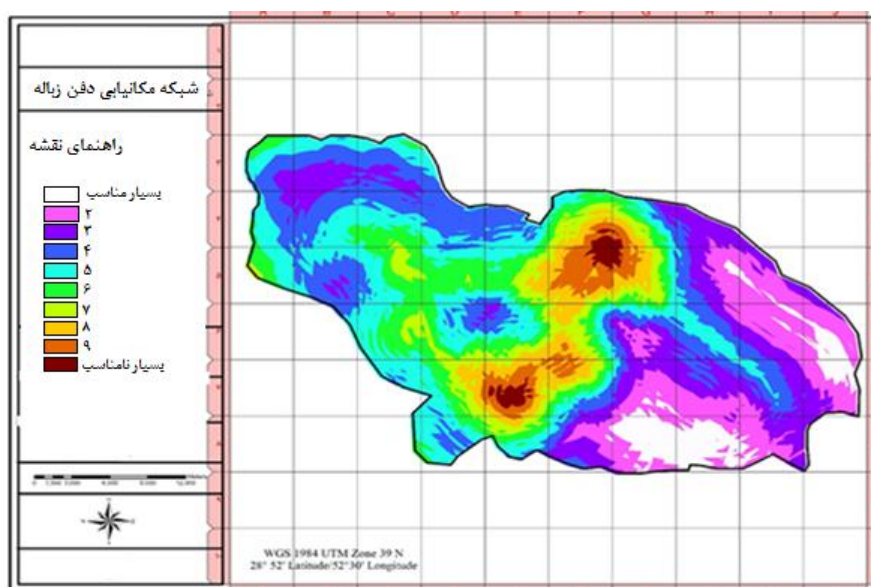 A B C D E F G H I J
شبکه مکانیابی دفن زباله
راهنمای نقشه
بسیار مناسب
۲
۳
۴
۵
۶
۷
۸
۹
بسیار نامناسب
WGS 1984 UTM Zone 39 N
28° 52' Latitude/52°30' Longitude